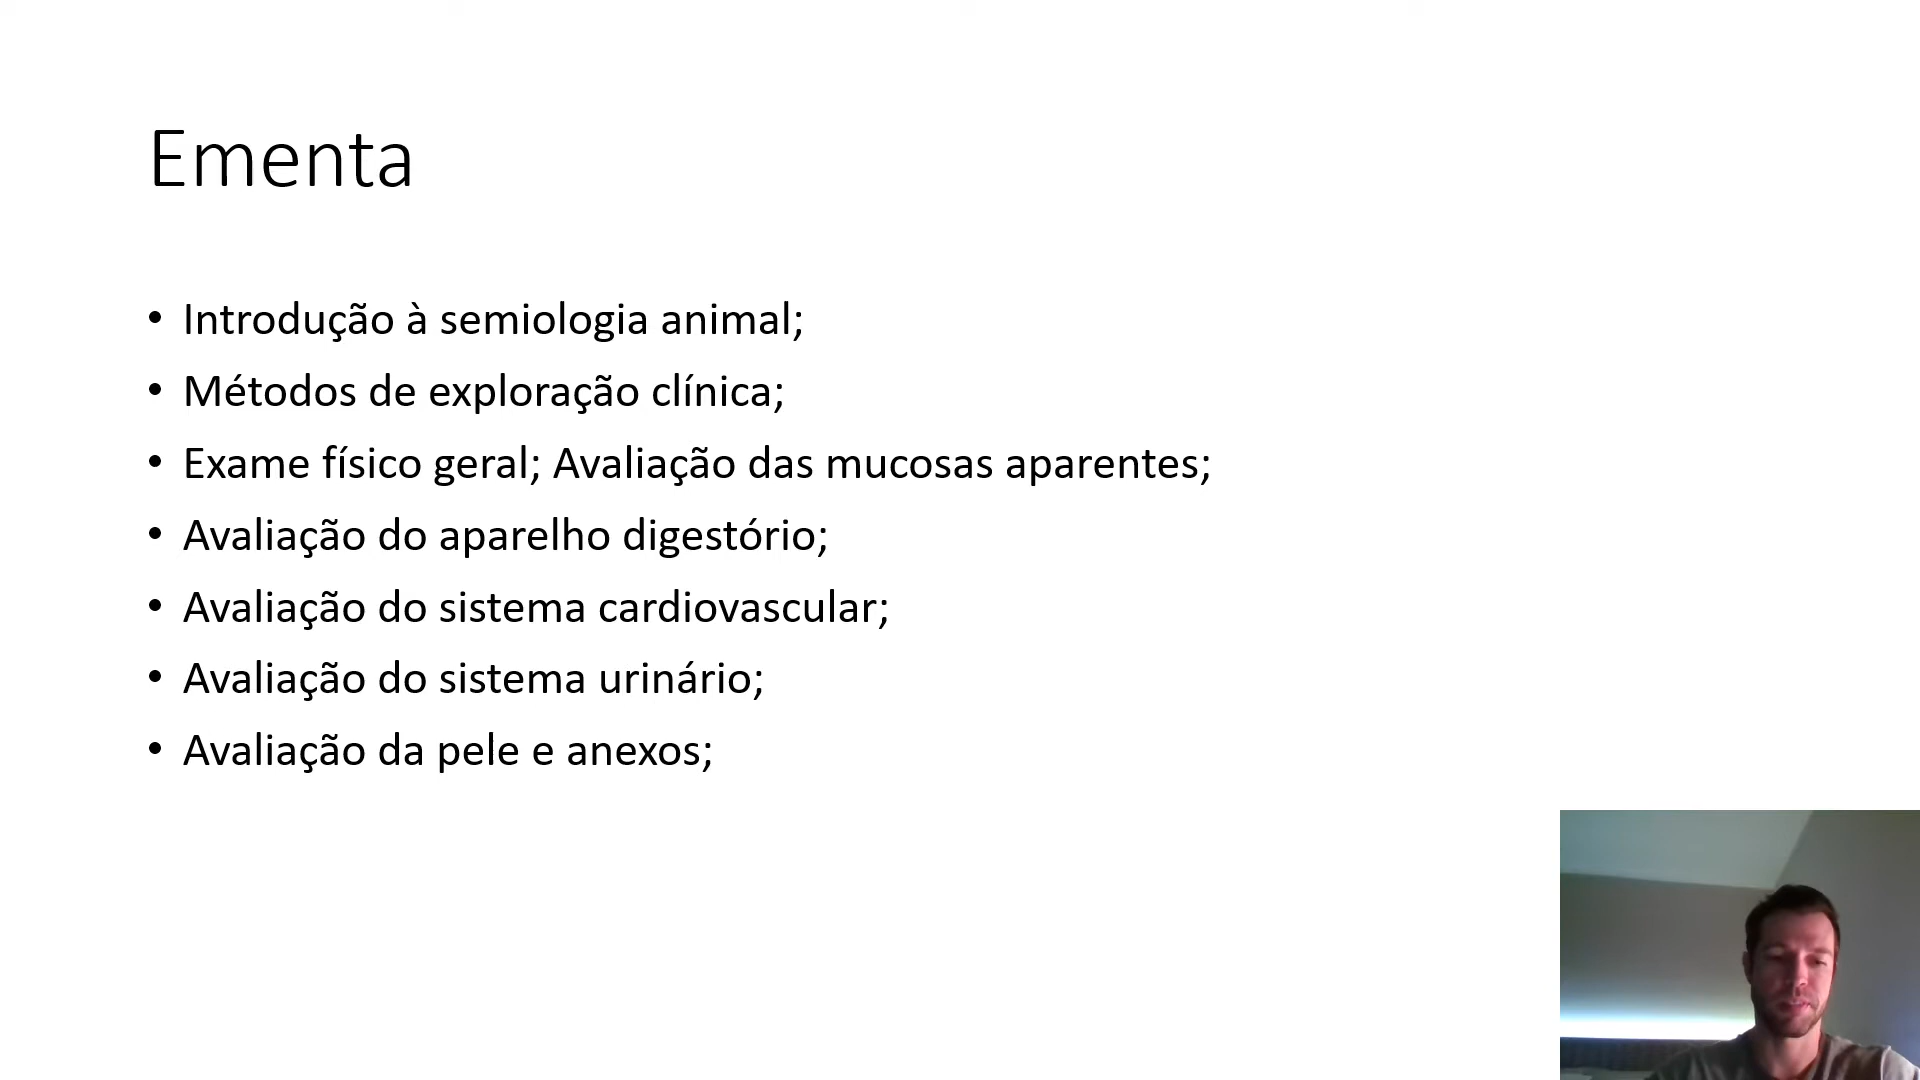 Ementa
• Introdução à semiologia animal;
• Métodos de exploração clínica;
• Exame físico geral; Avaliação das mucosas aparentes;
• Avaliação do aparelho digestório;
• Avaliação do sistema cardiovascular;
• Avaliação do sistema urinário;
• Avaliação da pele e anexos;